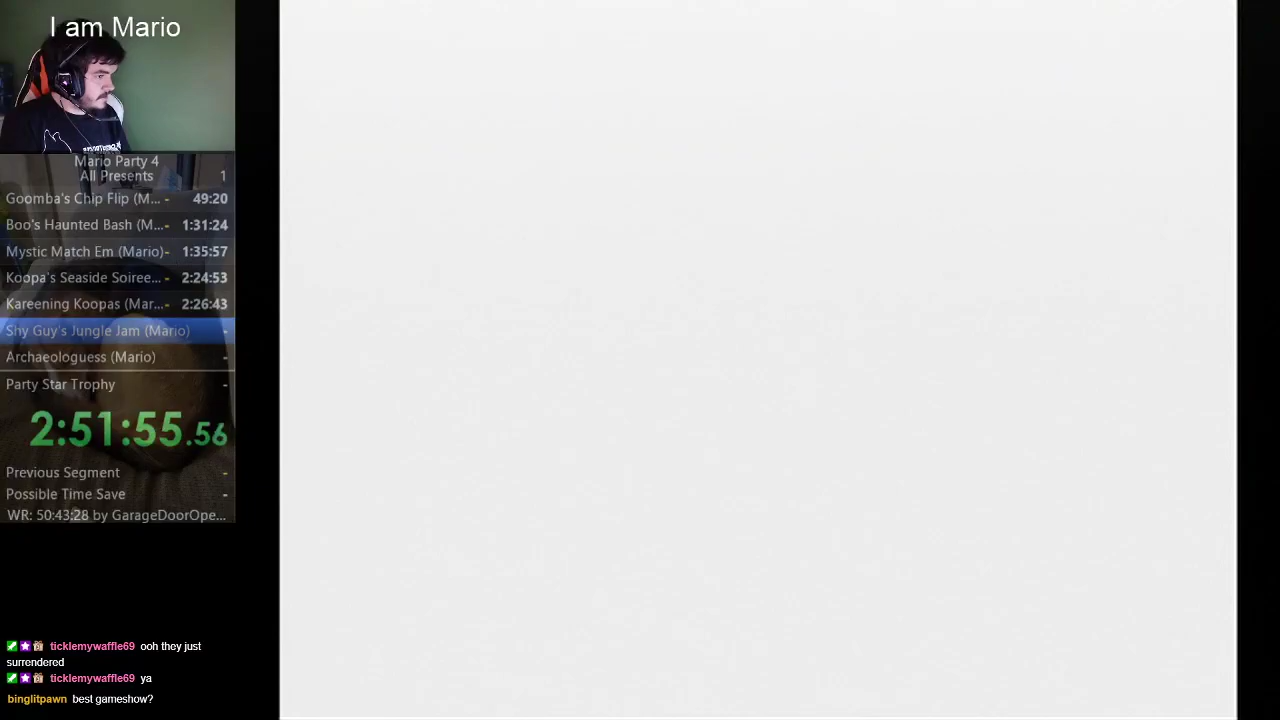 I am Mario
Mario Party 4
All Presents 1
Goomba's Chip Flip (M... - 49:20
Boo's Haunted Bash (M... - 1:31:24
Mystic Match Em (Mario) - 1:35:57
Koopa's Seaside Soiree... - 2:24:53
Kareening Koopas (Mar... - 2:26:43
Shy Guy's Jungle Jam (Mario) -
Archaeologuess (Mario) -
Party Star Trophy -
2:51:55.56
Previous Segment -
Possible Time Save -
WR: 50:43:28 by GarageDoorOpe...
ticklemywaffle69 ooh they just
surrendered
ticklemywaffle69 ya
binglitpawn best gameshow?